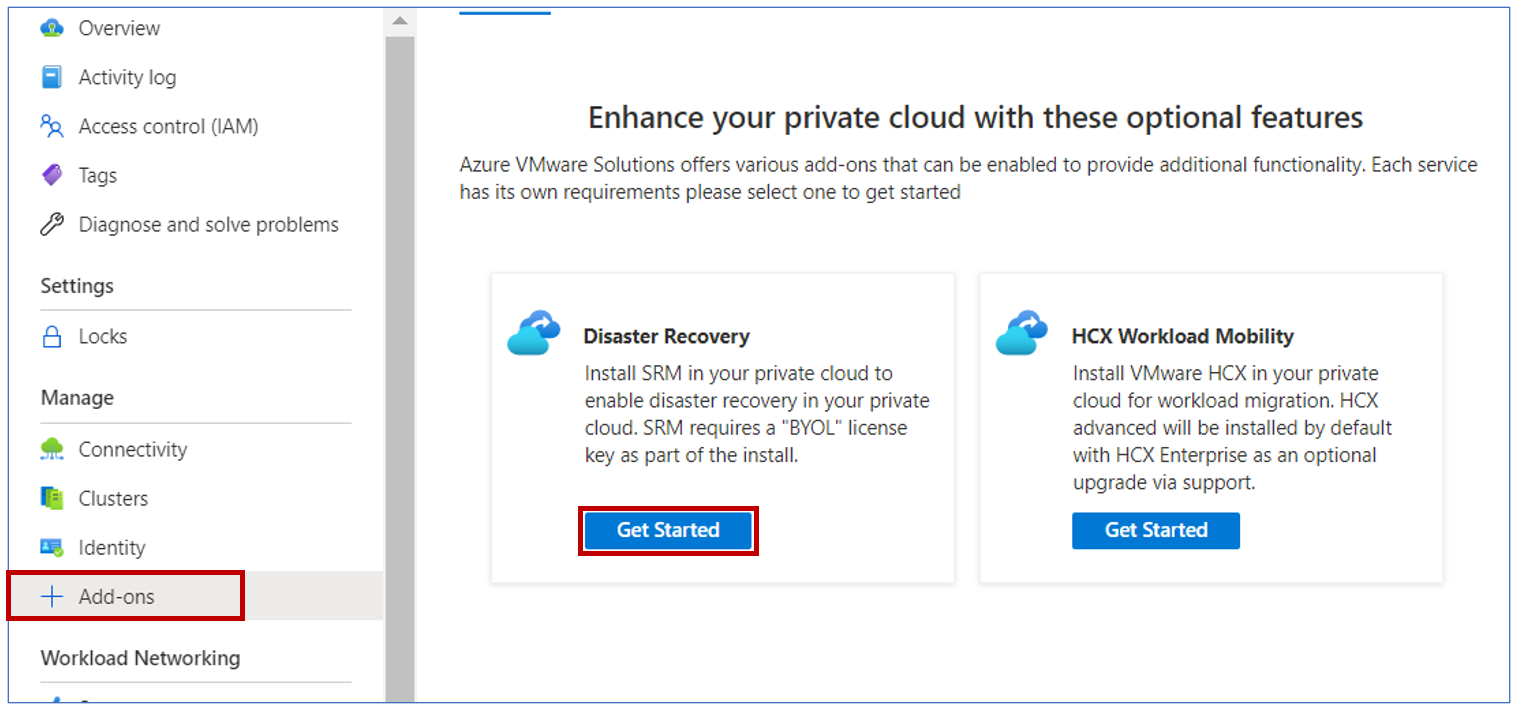 Overview
Activity log
Access control (IAM)
Tags
Diagnose and solve problems
Settings
Locks
Manage
Connectivity
Clusters
Identity
Add-ons
Workload Networking
Enhance your private cloud with these optional features
Azure VMware Solutions offers various add-ons that can be enabled to provide additional functionality. Each service
has its own requirements please select one to get started
Disaster Recovery
Install SRM in your private cloud to
enable disaster recovery in your private
cloud. SRM requires a "BYOL" license
key as part of the install.
Get Started
HCX Workload Mobility
Install VMware HCX in your private
cloud for workload migration. HCX
advanced will be installed by default
with HCX Enterprise as an optional
upgrade via support.
Get Started